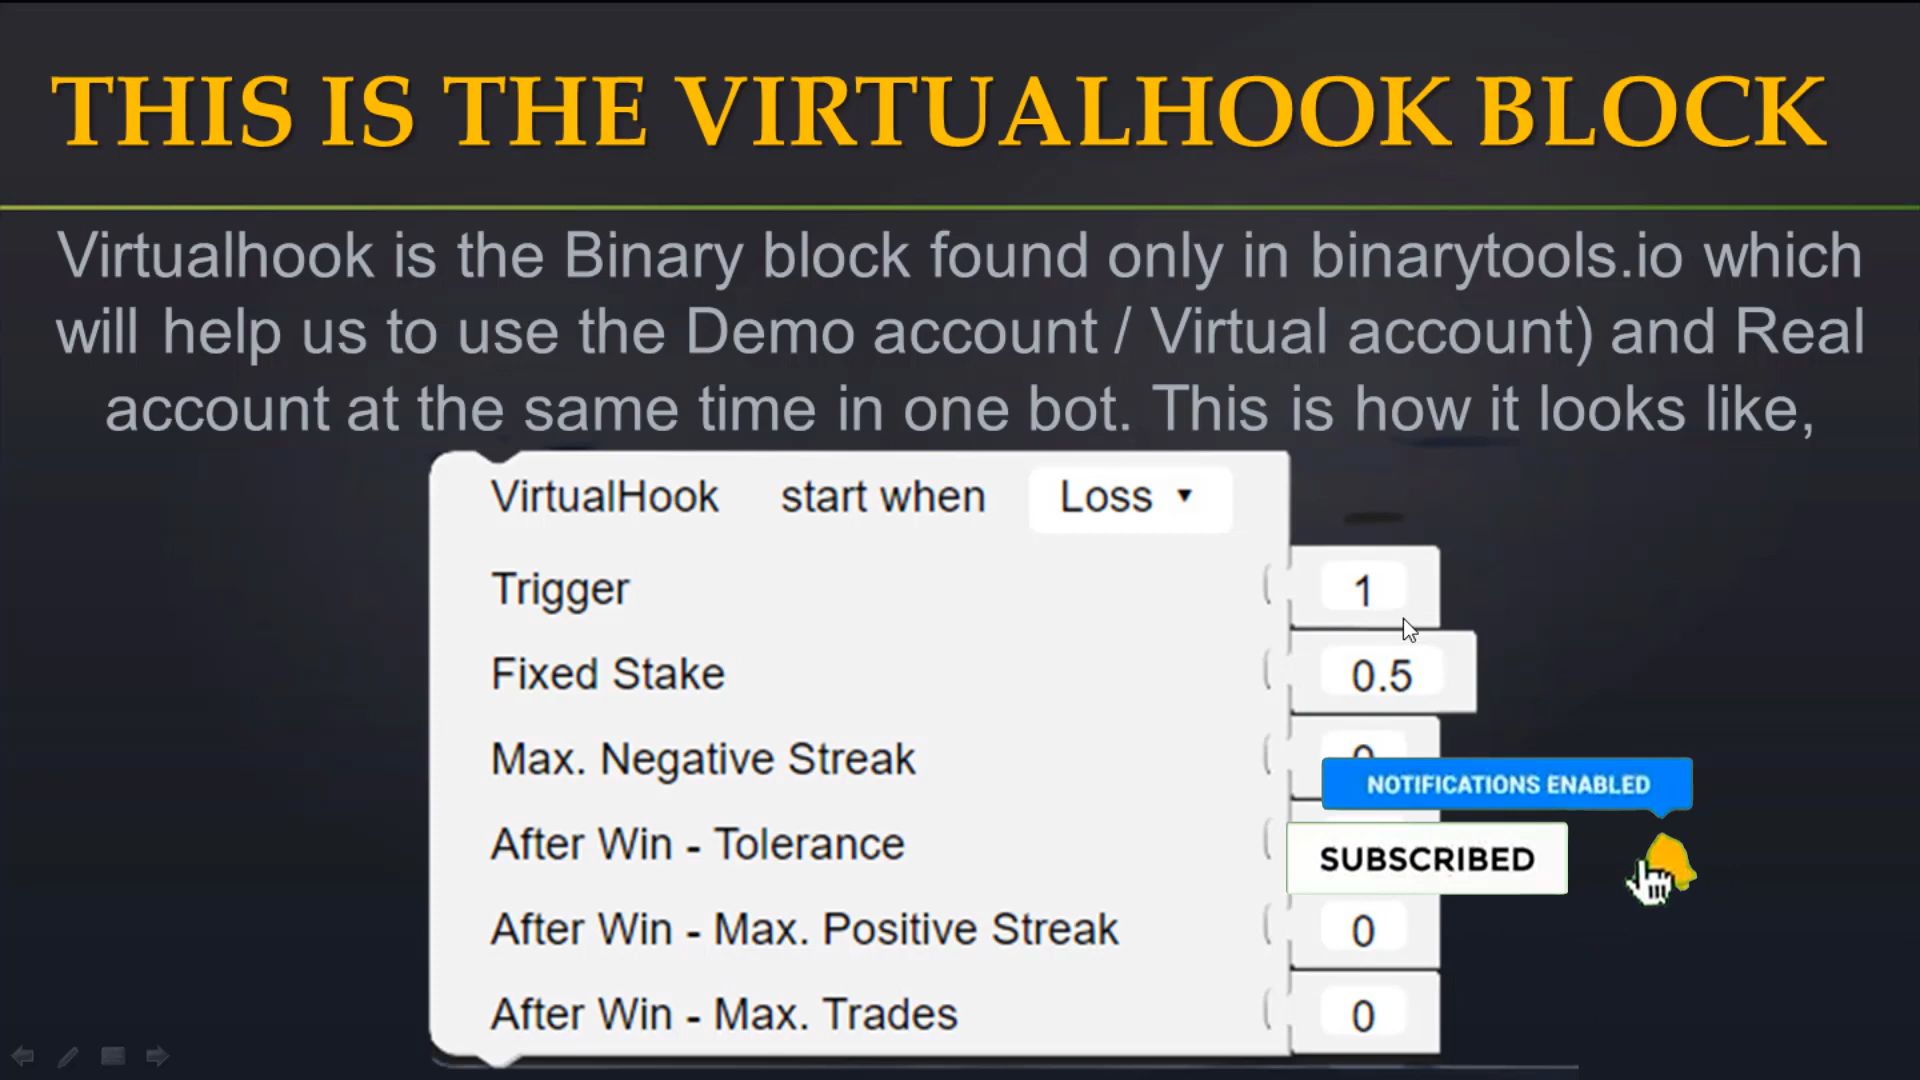 THIS IS THE VIRTUALHOOK BLOCK
Virtualhook is the Binary block found only in binarytools.io which
will help us to use the Demo account / Virtual account) and Real
account at the same time in one bot. This is how it looks like,
VirtualHook start when Loss ▼
Trigger 1
Fixed Stake 0.5
Max. Negative Streak
NOTIFICATIONS ENABLED
After Win - Tolerance
SUBSCRIBED
After Win - Max. Positive Streak 0
After Win - Max. Trades 0